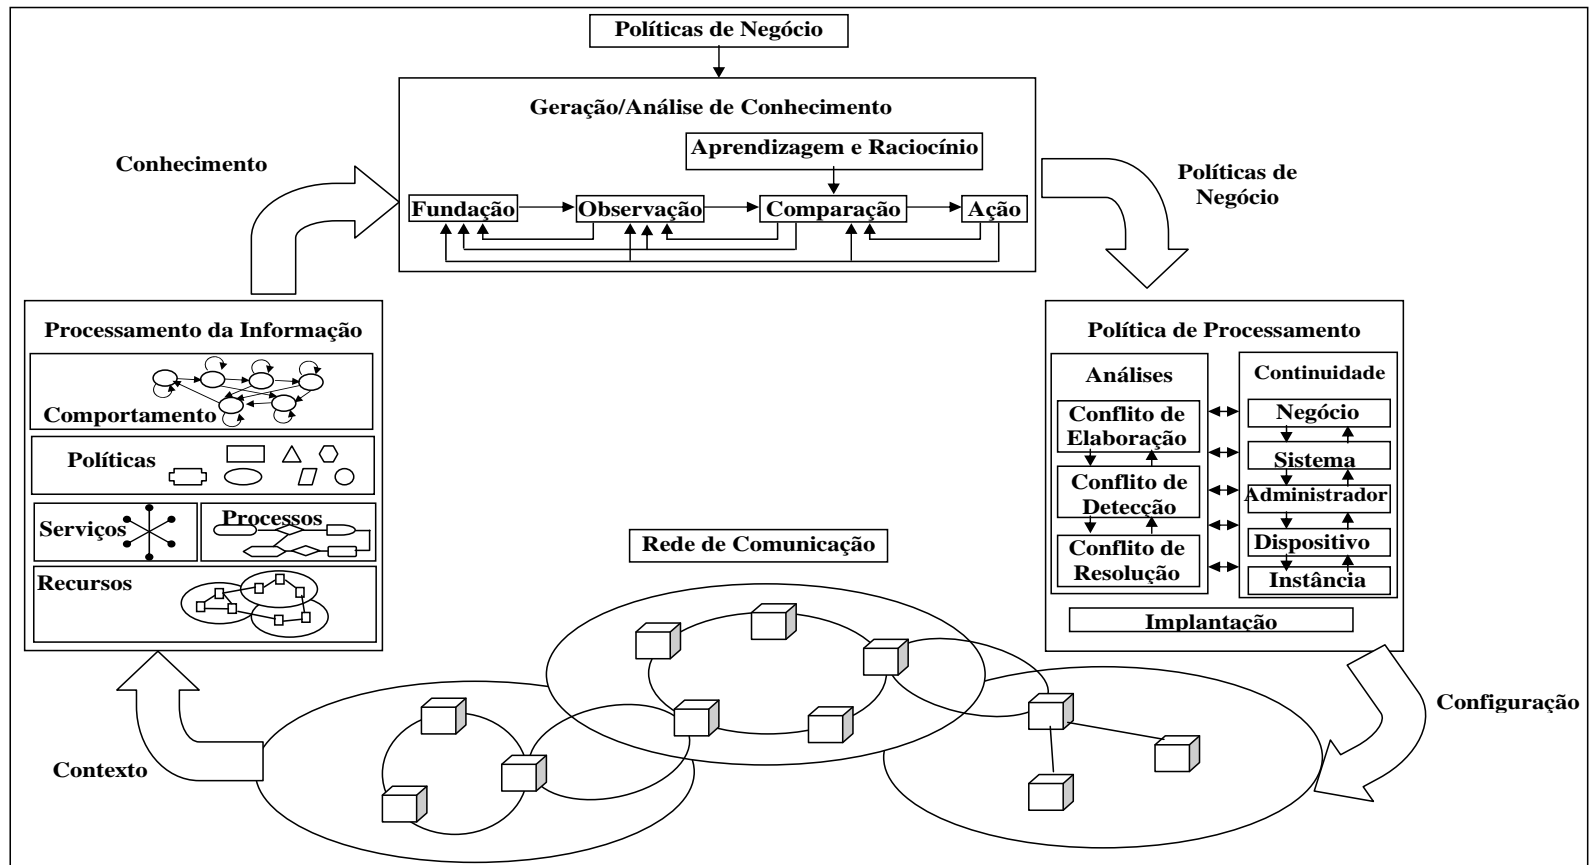 Políticas de Negócio
Geração/Análise de Conhecimento
Aprendizagem e Raciocínio
Conhecimento
Políticas de
Negócio
Fundação
Observação
Comparação
Ação
Processamento da Informação
Comportamento
Políticas
Serviços
Processos
Recursos
Política de Processamento
Análises
Conflito de
Elaboração
Conflito de
Detecção
Conflito de
Resolução
Continuidade
Negócio
Sistema
Administrador
Dispositivo
Instância
Implantação
Rede de Comunicação
Contexto
Configuração